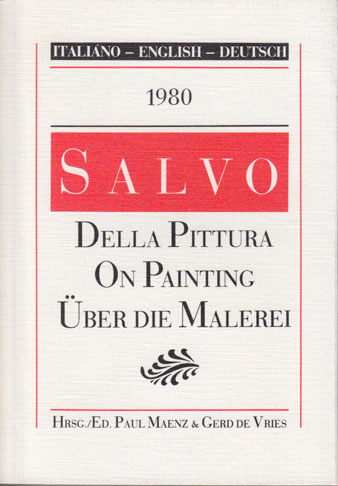 ITALIANO – ENGLISH – DEUTSCH
1980
SALVO
DELLA PITTURA
ON PAINTING
ÜBER DIE MALEREI
HRSG./ED. PAUL MAENZ & GERD DE VRIES